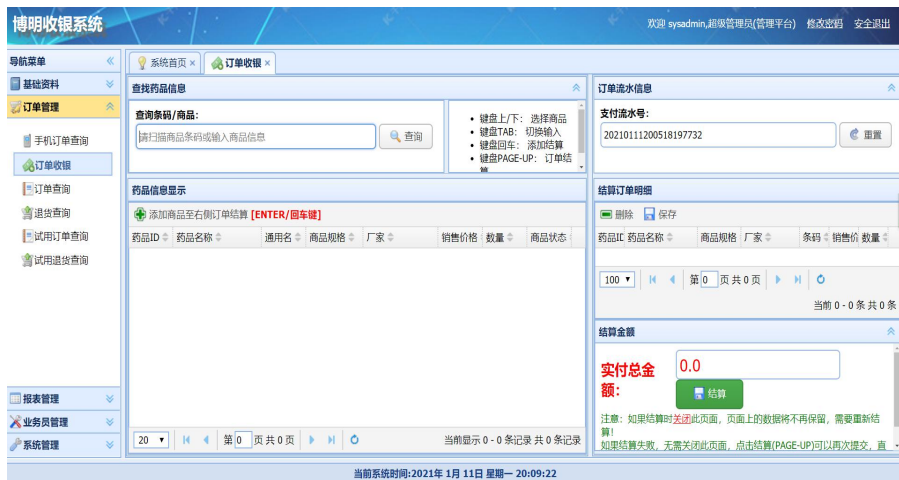 博明收银系统
欢迎 sysadmin,超级管理员(管理平台) 修改密码 安全退出
导航菜单
基础资料
订单管理
手机订单查询
订单收银
订单查询
退货查询
试用订单查询
试用退货查询
报表管理
业务员管理
系统管理
系统首页 ×
订单收银 ×
查找药品信息
查询条码/商品:
请扫描商品条码或输入商品信息
查询
• 键盘上/下: 选择商品
• 键盘TAB: 切换输入
• 键盘回车: 添加结算
• 键盘PAGE-UP: 订单结
药品信息显示
添加商品至右侧订单结算 [ENTER/回车键]
药品ID 药品名称 通用名 商品规格 厂家 销售价格 数量 商品状态
20 第 0 页 共 0 页 当前显示 0 - 0 条记录 共 0 条记录
订单流水信息
支付流水号:
20210111200518197732
重置
结算订单明细
删除 保存
药品ID 药品名称 商品规格 厂家 条码 销售价 数量
100 第 0 页 共 0 页
当前 0 - 0 条 共 0 条
结算金额
实付总金
额:
0.0
结算
注意: 如果结算时关闭此页面, 页面上的数据将不再保留, 需要重新结
算!
如果结算失败, 无需关闭此页面, 点击结算(PAGE-UP)可以再次提交, 直
当前系统时间:2021年 1月 11日 星期一 20:09:22